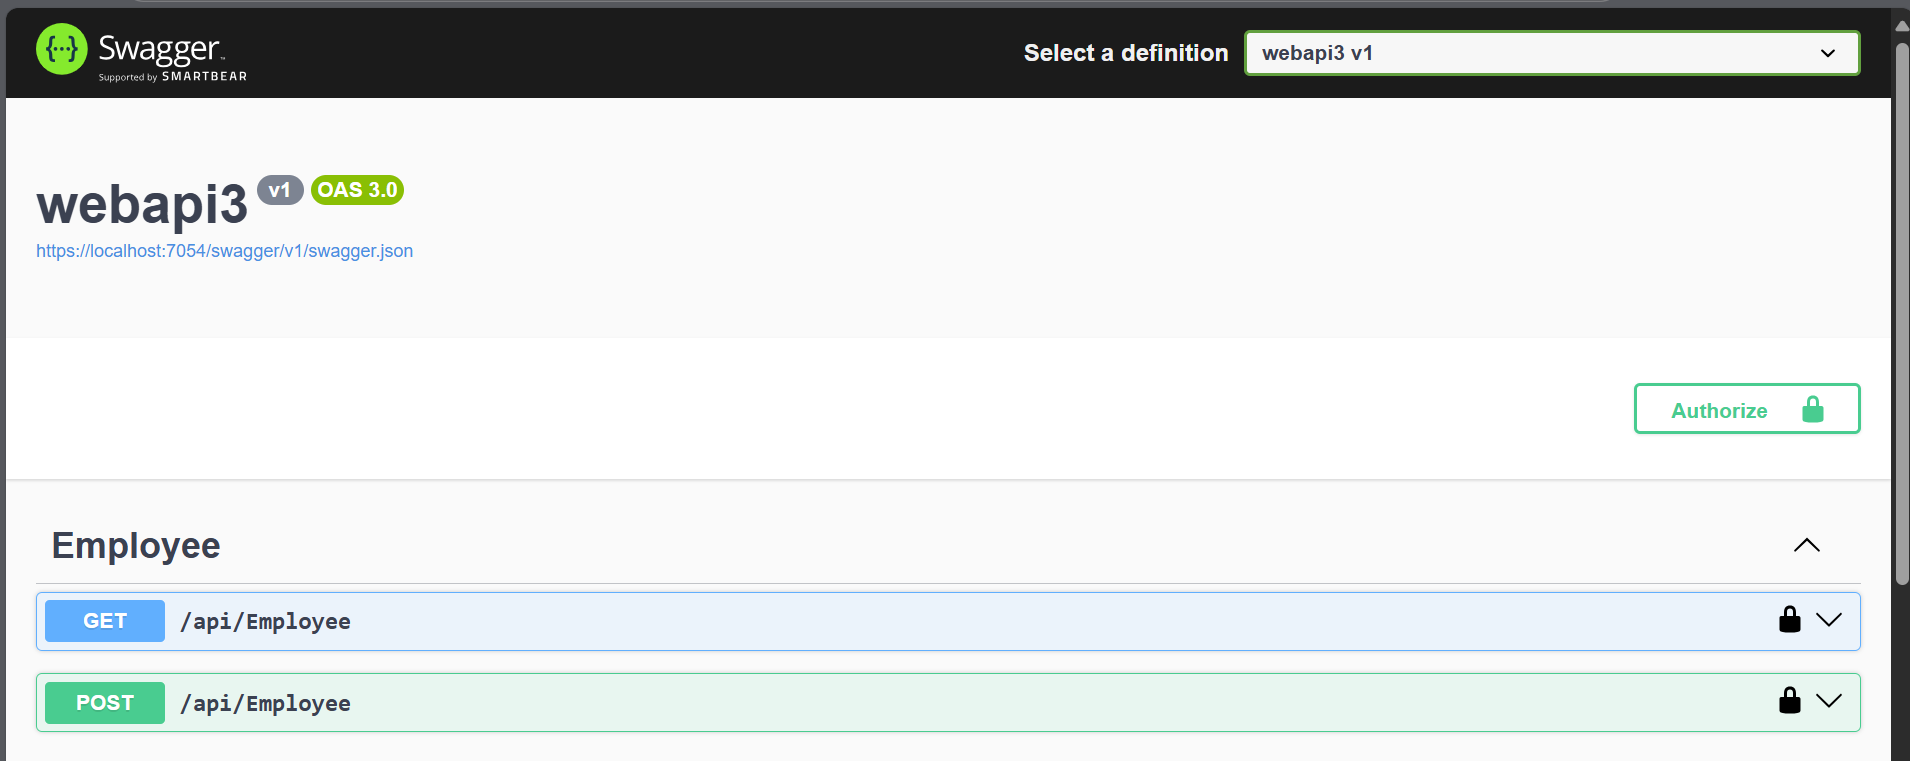 Swagger™
Supported by SMARTBEAR
Select a definition
webapi3 v1
webapi3 v1 OAS 3.0
https://localhost:7054/swagger/v1/swagger.json
Authorize
Employee
GET /api/Employee
POST /api/Employee